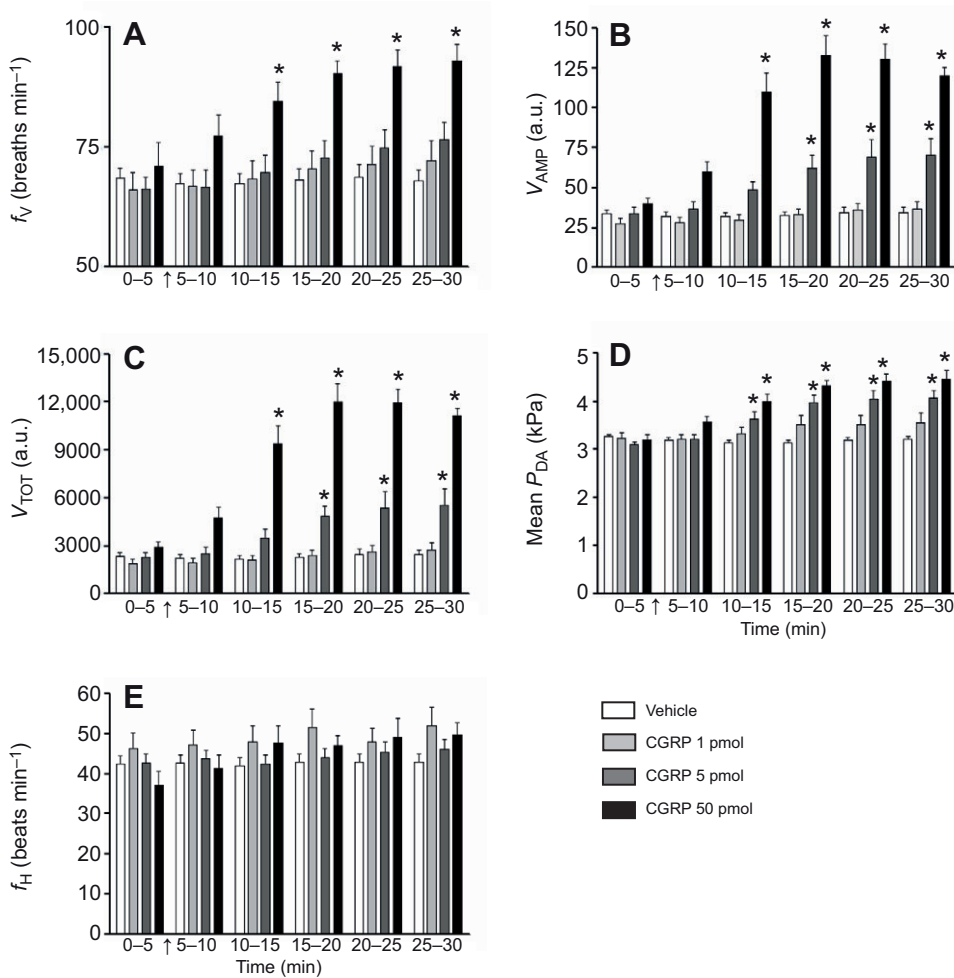 A
f_V (breaths min⁻¹)
100
75
50
* * * *
0–5 ↑ 5–10 10–15 15–20 20–25 25–30
B
V_AMP (a.u.)
150
125
100
75
50
25
0
* * * * * * *
0–5 ↑ 5–10 10–15 15–20 20–25 25–30
C
V_TOT (a.u.)
15,000
12,000
9000
6000
3000
0
* * * * * * *
0–5 ↑ 5–10 10–15 15–20 20–25 25–30
D
Mean P_DA (kPa)
5
4
3
2
1
0
* * * * * * * *
0–5 ↑ 5–10 10–15 15–20 20–25 25–30
Time (min)
E
f_H (beats min⁻¹)
60
50
40
30
20
10
0
0–5 ↑ 5–10 10–15 15–20 20–25 25–30
Time (min)
Vehicle
CGRP 1 pmol
CGRP 5 pmol
CGRP 50 pmol